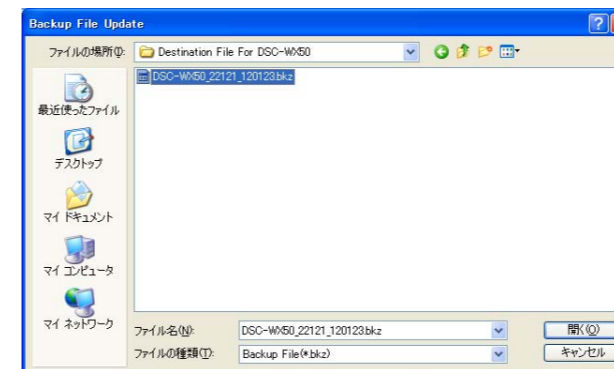 Backup File Update
ファイルの場所(I):
Destination File For DSC-WX50
DSC-WX50_22121_120123.bkz
最近使ったファイル
デスクトップ
マイ ドキュメント
マイ コンピュータ
マイ ネットワーク
ファイル名(N):
DSC-WX50_22121_120123.bkz
開く(O)
ファイルの種類(T):
Backup File(*.bkz)
キャンセル